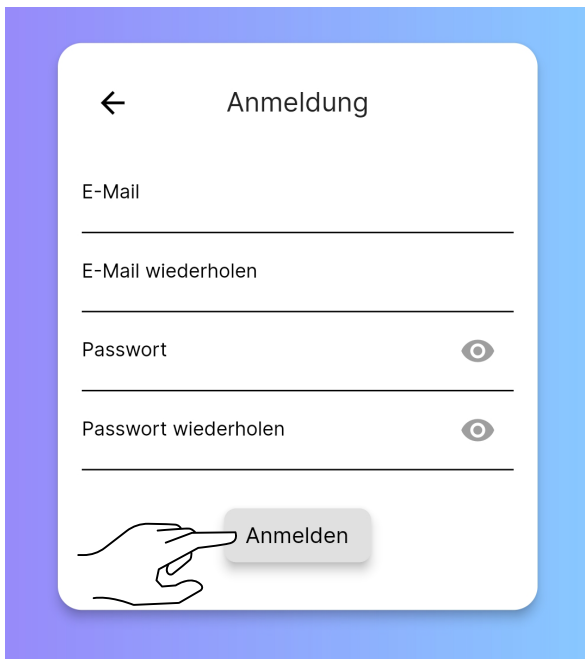 Anmeldung
E-Mail
E-Mail wiederholen
Passwort
Passwort wiederholen
Anmelden